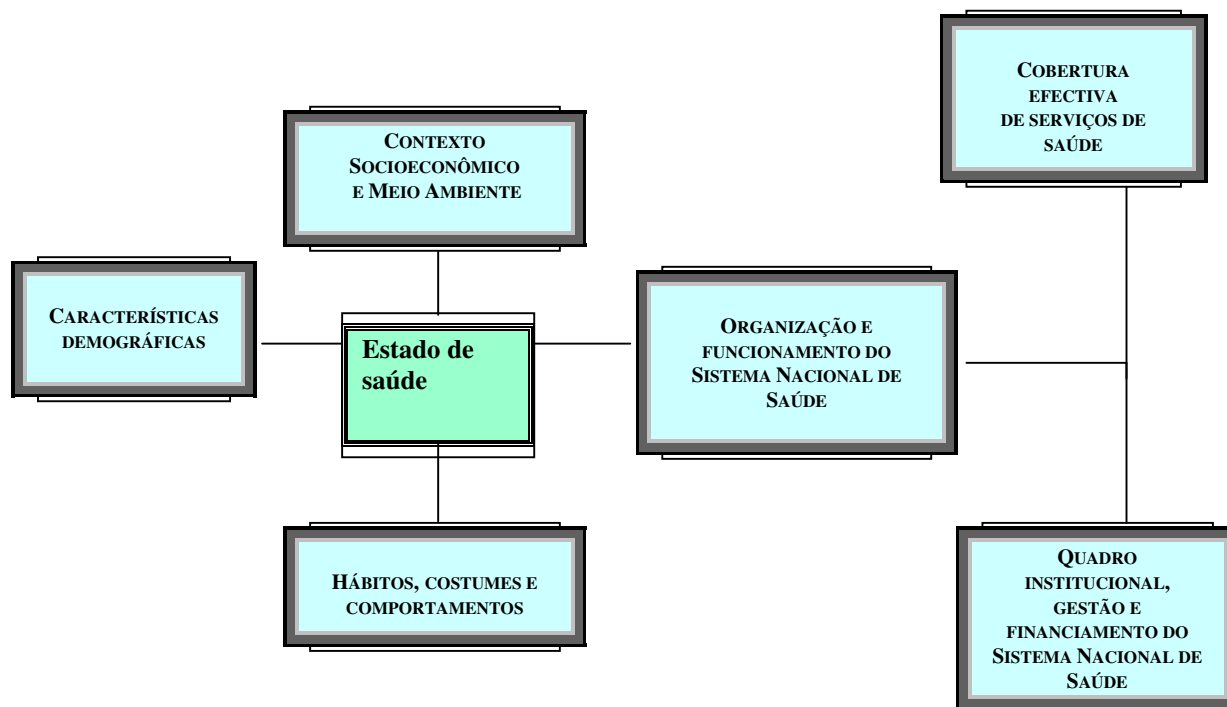 COBERTURA
EFECTIVA
DE SERVIÇOS DE
SAÚDE
CONTEXTO
SOCIOECONÔMICO
E MEIO AMBIENTE
CARACTERÍSTICAS
DEMOGRÁFICAS
Estado de
saúde
ORGANIZAÇÃO E
FUNCIONAMENTO DO
SISTEMA NACIONAL DE
SAÚDE
HÁBITOS, COSTUMES E
COMPORTAMENTOS
QUADRO
INSTITUCIONAL,
GESTÃO E
FINANCIAMENTO DO
SISTEMA NACIONAL DE
SAÚDE